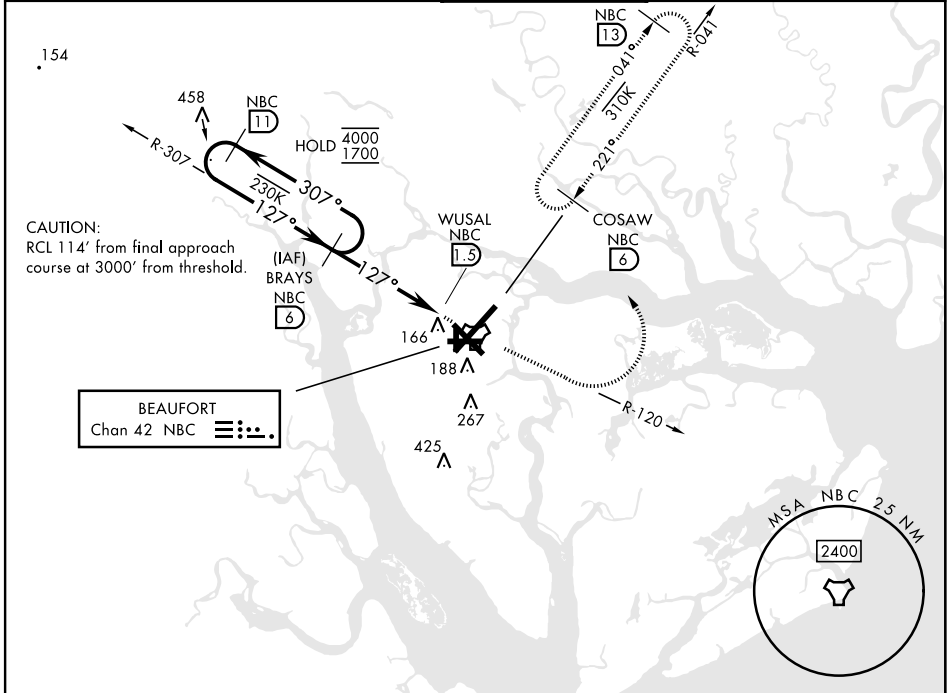 154
458
NBC
11
HOLD 4000
1700
R-307
230K
307°
127°
127°
CAUTION:
RCL 114' from final approach
course at 3000' from threshold.
(IAF)
BRAYS
NBC
6
WUSAL
NBC
1.5
NBC
13
R-041
041°
310K
221°
COSAW
NBC
6
166
188
267
425
R-120
BEAUFORT
Chan 42 NBC
MSA NBC 25 NM
2400